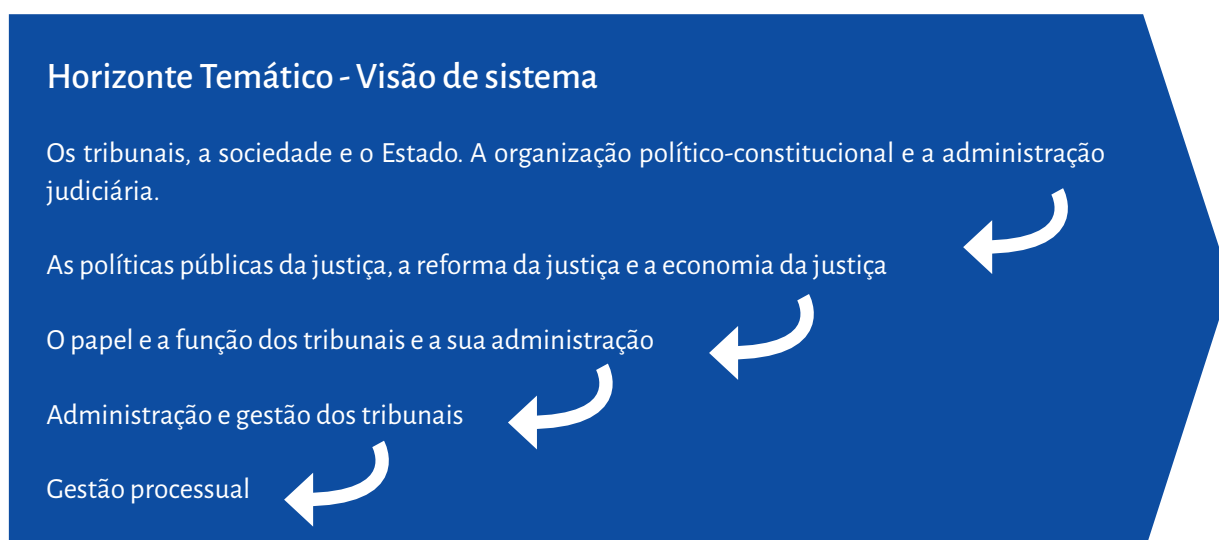 Horizonte Temático - Visão de sistema
Os tribunais, a sociedade e o Estado. A organização político-constitucional e a administração
judiciária.
As políticas públicas da justiça, a reforma da justiça e a economia da justiça
O papel e a função dos tribunais e a sua administração
Administração e gestão dos tribunais
Gestão processual